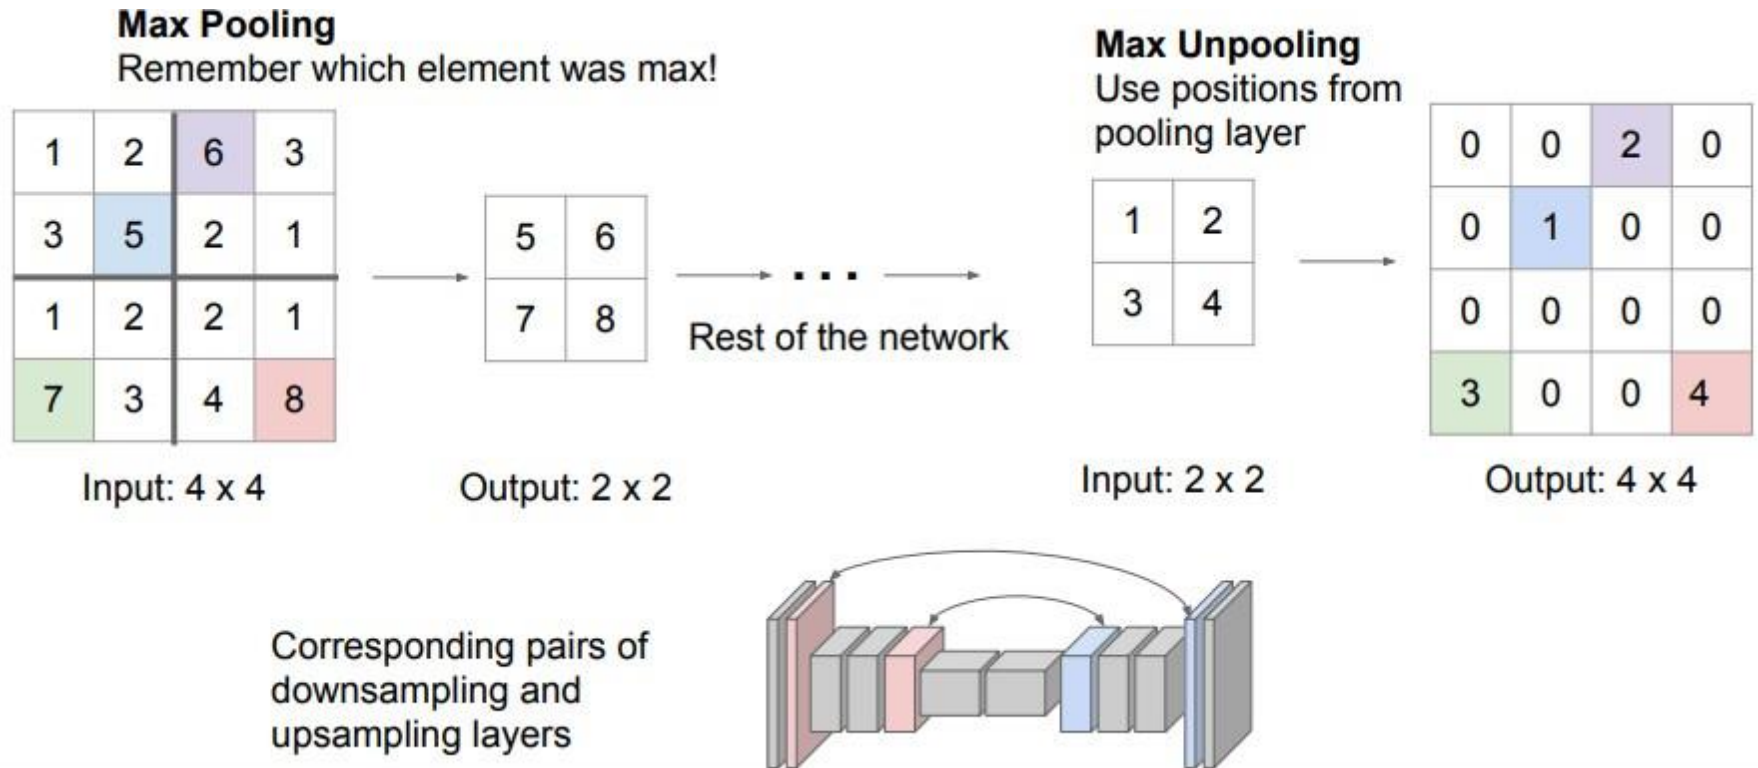 Max Pooling
Remember which element was max!
1 2 6 3
3 5 2 1
1 2 2 1
7 3 4 8
Input: 4 x 4
5 6
7 8
Output: 2 x 2
...
Rest of the network
Max Unpooling
Use positions from
pooling layer
1 2
3 4
Input: 2 x 2
0 0 2 0
0 1 0 0
0 0 0 0
3 0 0 4
Output: 4 x 4
Corresponding pairs of
downsampling and
upsampling layers